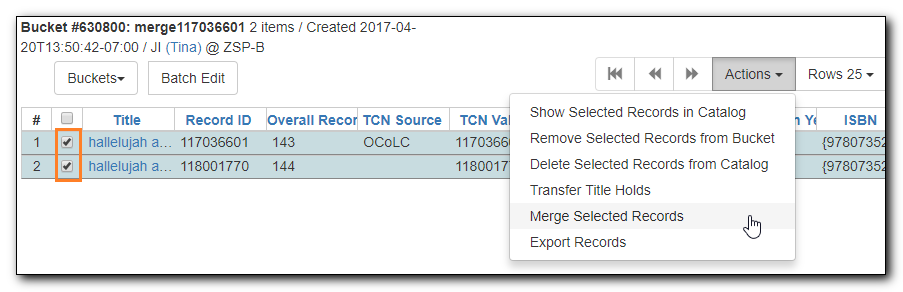 Bucket #630800: merge117036601 2 items / Created 2017-04-
20T13:50:42-07:00 / JI (Tina) @ ZSP-B
Buckets Batch Edit Actions Rows 25
# Title Record ID Overall Recor TCN Source TCN Val n Ye ISBN
1 hallelujah a... 117036601 143 OCoLC 1170366 {97807352
2 hallelujah a... 118001770 144 1180017 {97807352
Show Selected Records in Catalog
Remove Selected Records from Bucket
Delete Selected Records from Catalog
Transfer Title Holds
Merge Selected Records
Export Records